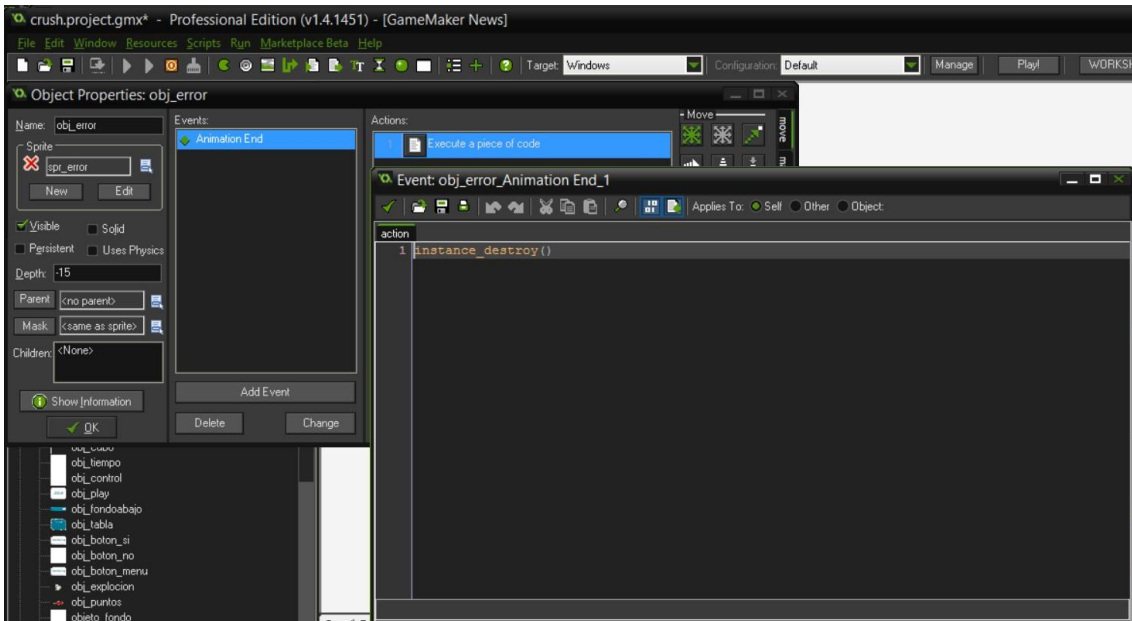 crush.project.gmx* - Professional Edition (v1.4.1451) - [GameMaker News]
File Edit Window Resources Scripts Run Marketplace Beta Help
Target: Windows Configuration: Default Manage Play! WORKSH
Object Properties: obj_error
Name: obj_error
Sprite
spr_error
New Edit
Visible Solid
Persistent Uses Physics
Depth: -15
Parent <no parent>
Mask <same as sprite>
Children: <None>
Show Information
OK
Events:
Animation End
Add Event
Delete Change
Actions:
1 Execute a piece of code
Move
move
Event: obj_error_Animation End_1
Applies To: Self Other Object:
action
1 instance_destroy()
obj_cubo
obj_tiempo
obj_control
obj_play
obj_fondoabajo
obj_tabla
obj_boton_si
obj_boton_no
obj_boton_menu
obj_explocion
obj_puntos
objeto_fondo